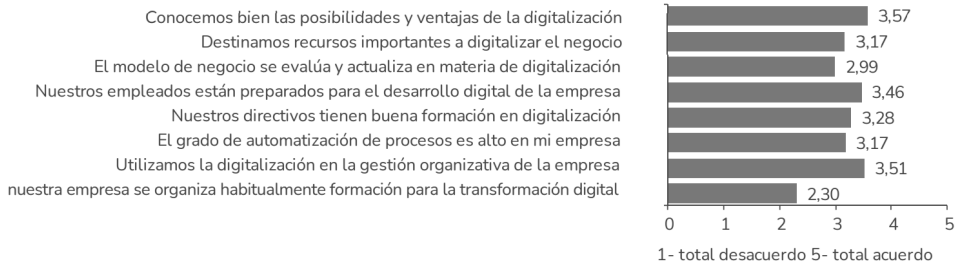 Conocemos bien las posibilidades y ventajas de la digitalización 3,57
Destinamos recursos importantes a digitalizar el negocio 3,17
El modelo de negocio se evalúa y actualiza en materia de digitalización 2,99
Nuestros empleados están preparados para el desarrollo digital de la empresa 3,46
Nuestros directivos tienen buena formación en digitalización 3,28
El grado de automatización de procesos es alto en mi empresa 3,17
Utilizamos la digitalización en la gestión organizativa de la empresa 3,51
nuestra empresa se organiza habitualmente formación para la transformación digital 2,30
0 1 2 3 4 5
1- total desacuerdo 5- total acuerdo